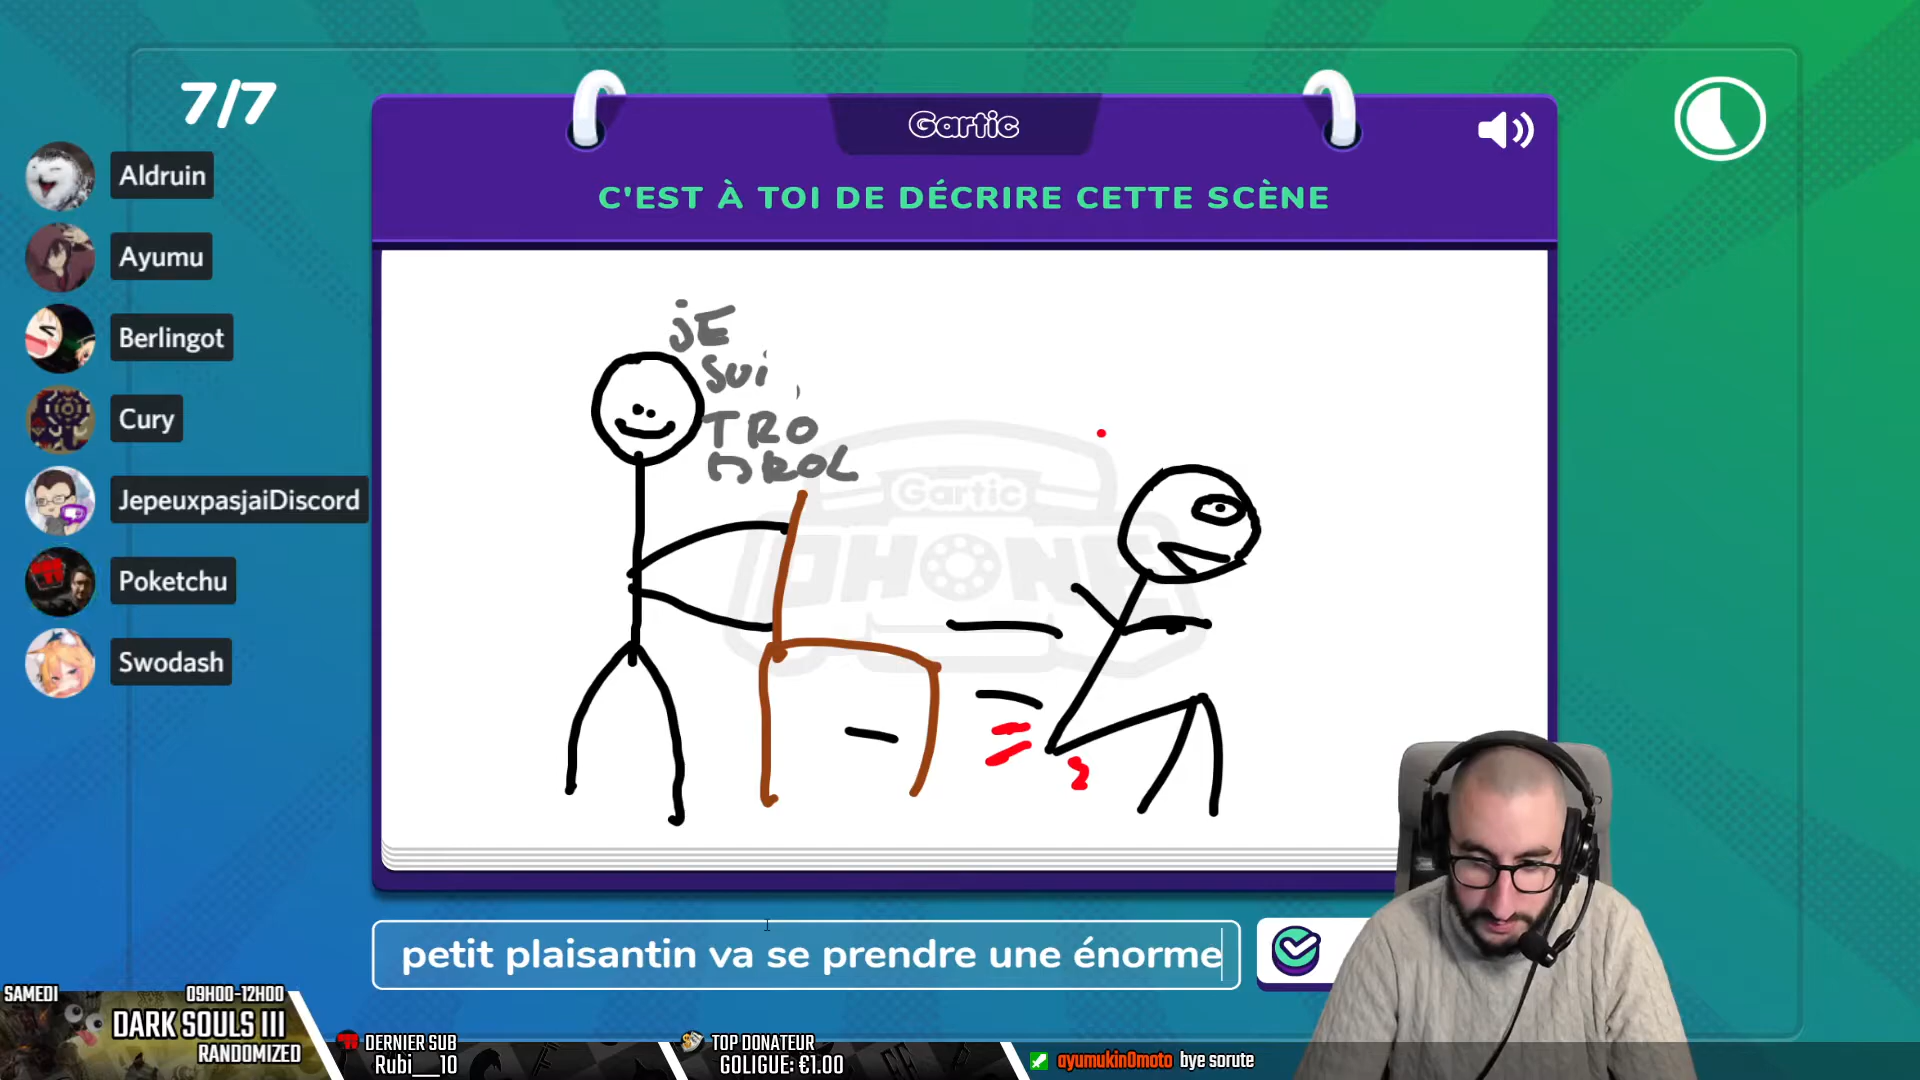 7/7
Gartic
C'EST À TOI DE DÉCRIRE CETTE SCÈNE
Aldruin
Ayumu
Berlingot
Cury
JepeuxpasjaiDiscord
Poketchu
Swodash
jE
sui
TRO
DROL
Gartic
PHONE
petit plaisantin va se prendre une énorme
SAMEDI 09H00-12H00
DARK SOULS III
RANDOMIZED
DERNIER SUB
Rubi__10
TOP DONATEUR
GOLIGUE: €1.00
ayumukin0moto bye sorute